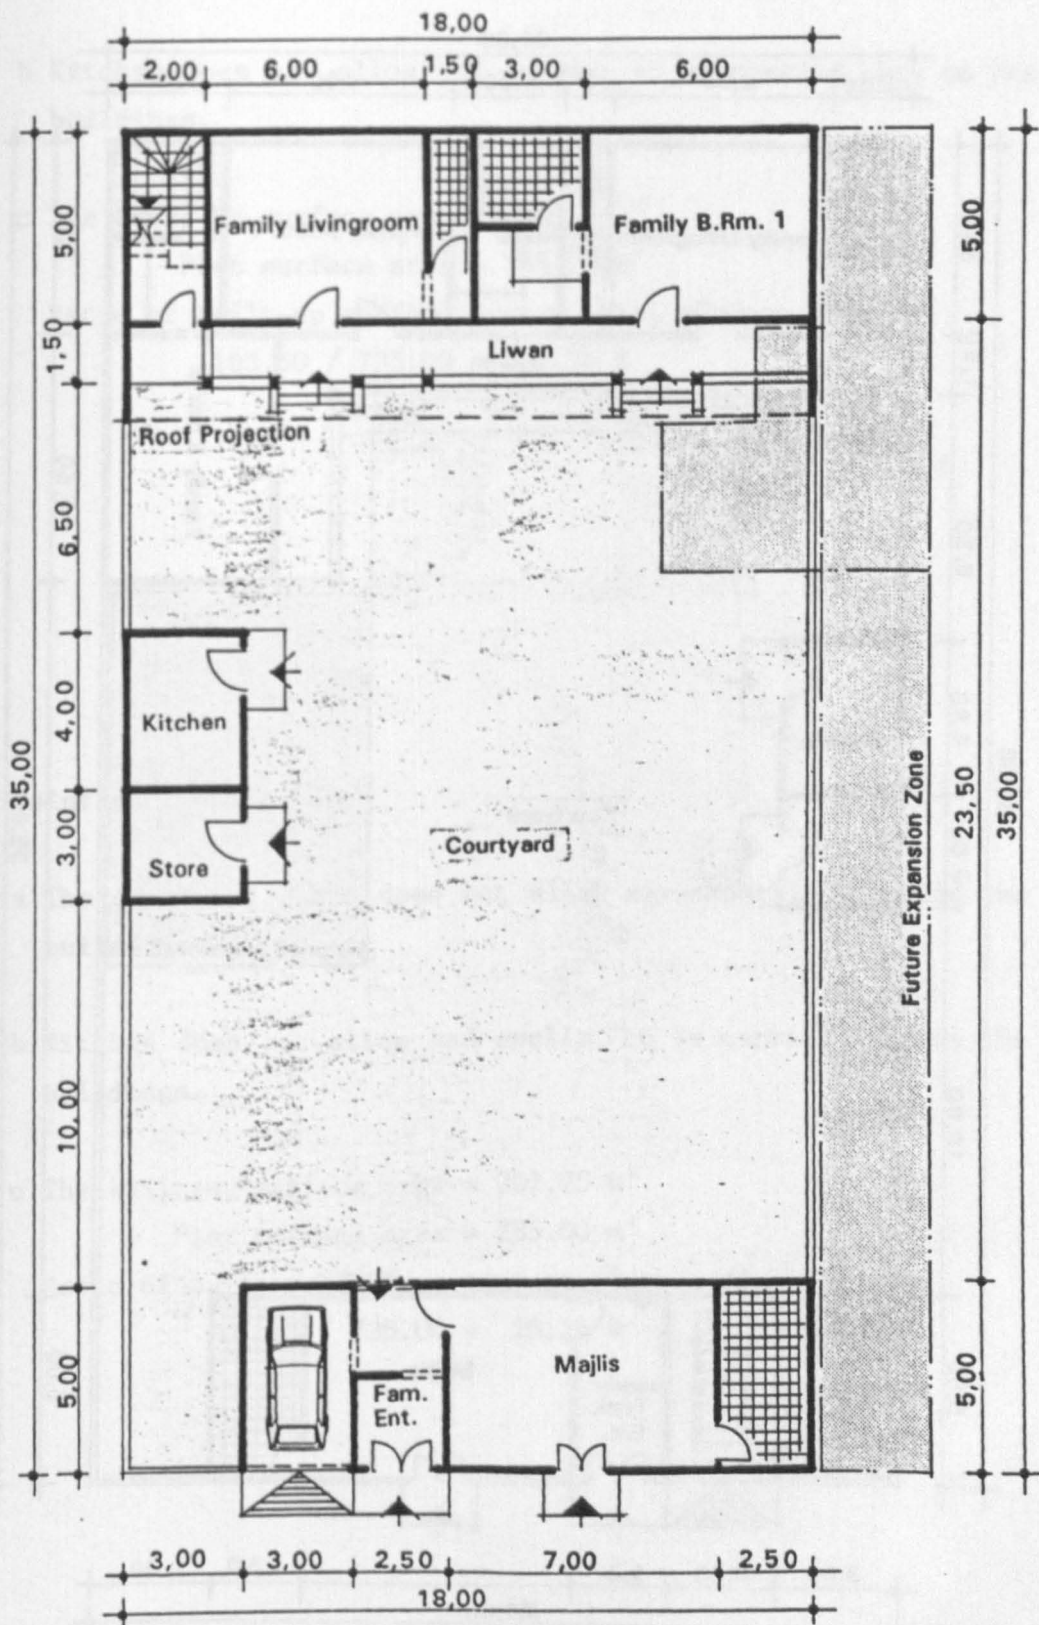 18,00
2,00 6,00 1,50 3,00 6,00
5,00
Family Livingroom
Family B.Rm. 1
5,00
1,50
Liwan
Roof Projection
6,50
4,00
Kitchen
35,00
3,00
Store
Courtyard
Future Expansion Zone
23,50
35,00
10,00
5,00
Fam.
Ent.
Majlis
5,00
3,00 3,00 2,50 7,00 2,50
18,00